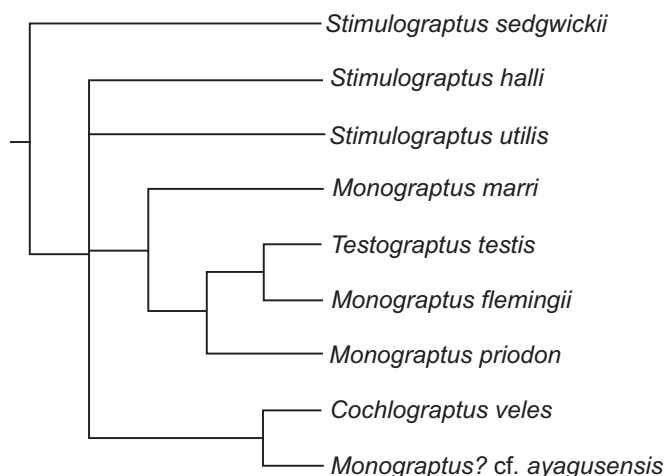 Stimulograptus sedgwickii
Stimulograptus halli
Stimulograptus utilis
Monograptus marri
Testograptus testis
Monograptus flemingii
Monograptus priodon
Cochlograptus veles
Monograptus? cf. ayagusensis